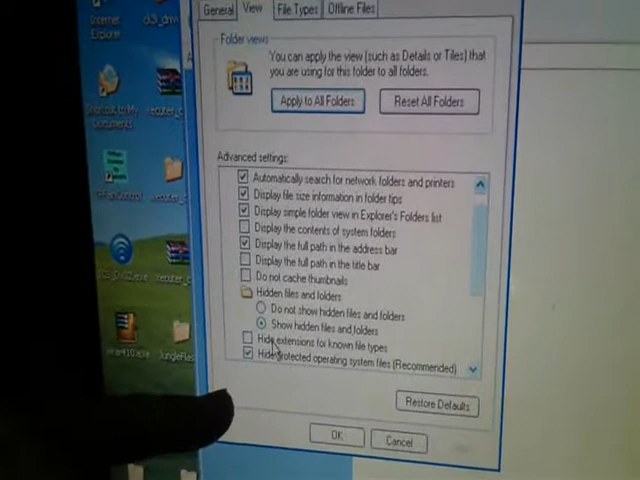 General
View
File Types
Offline Files
Internet
Explorer
Folder views
You can apply the view (such as Details or Tiles) that
you are using for this folder to all folders.
Apply to All Folders
Reset All Folders
Shortcut to My
Documents
Advanced settings:
Automatically search for network folders and printers
Display file size information in folder tips
Display simple folder view in Explorer's Folders list
Display the contents of system folders
Display the full path in the address bar
Display the full path in the title bar
Do not cache thumbnails
Hidden files and folders
Do not show hidden files and folders
Show hidden files and folders
Hide extensions for known file types
Hide protected operating system files (Recommended)
Restore Defaults
OK
Cancel